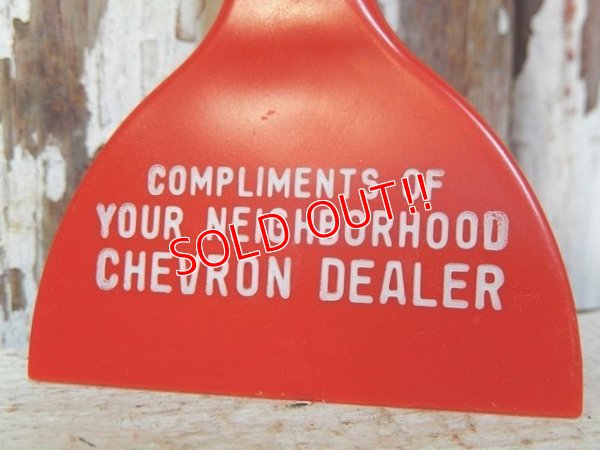 COMPLIMENTS OF
YOUR NEIGHBORHOOD
CHEVRON DEALER
SOLD OUT!!